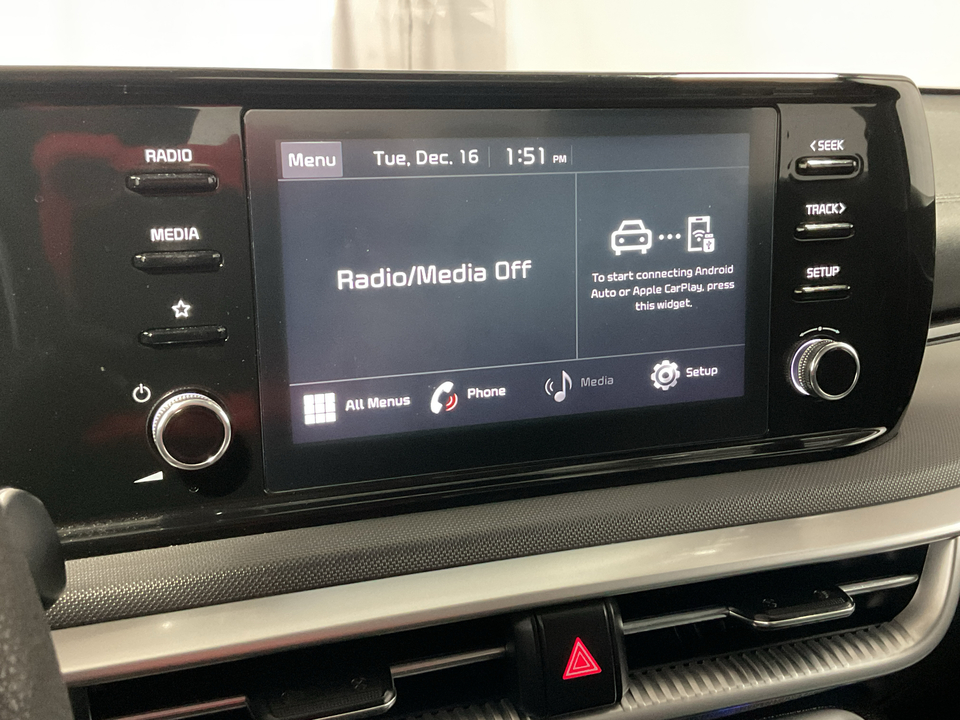 RADIO
MEDIA
Menu
Tue, Dec. 16
1:51 PM
Radio/Media Off
To start connecting Android
Auto or Apple CarPlay, press
this widget.
All Menus
Phone
Media
Setup
<SEEK
TRACK>
SETUP